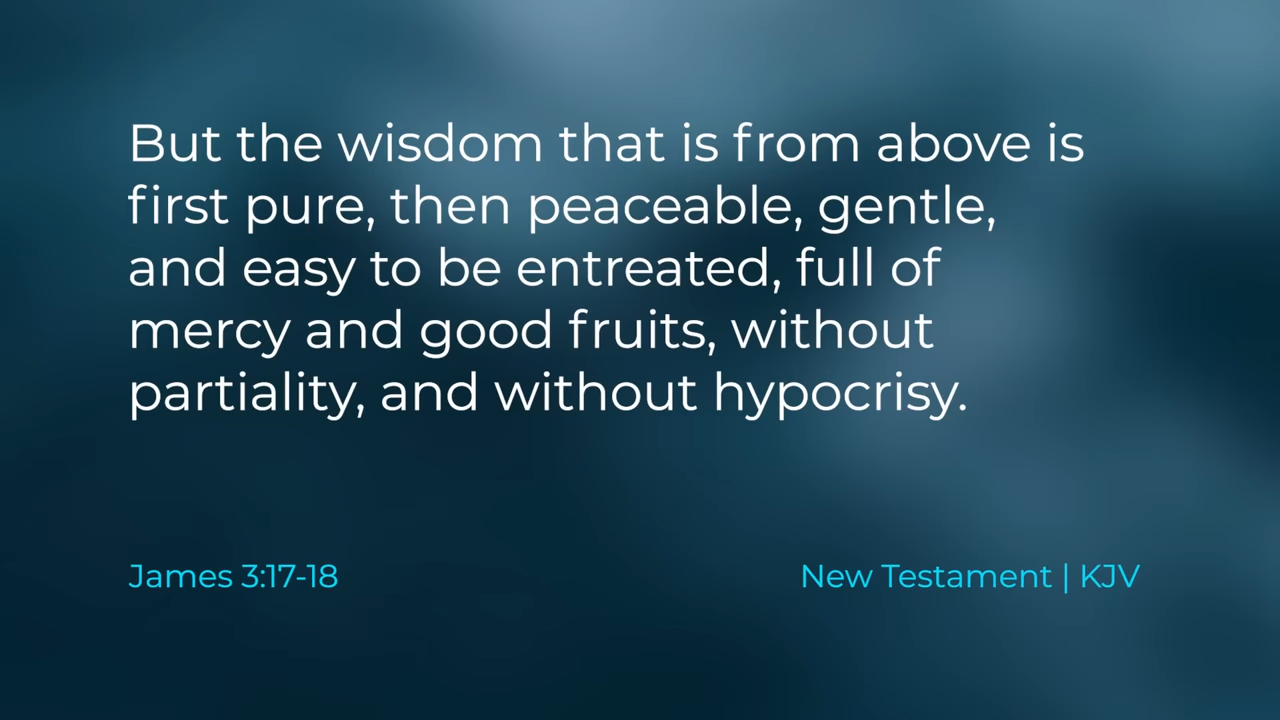 But the wisdom that is from above is
first pure, then peaceable, gentle,
and easy to be entreated, full of
mercy and good fruits, without
partiality, and without hypocrisy.
James 3:17-18
New Testament | KJV